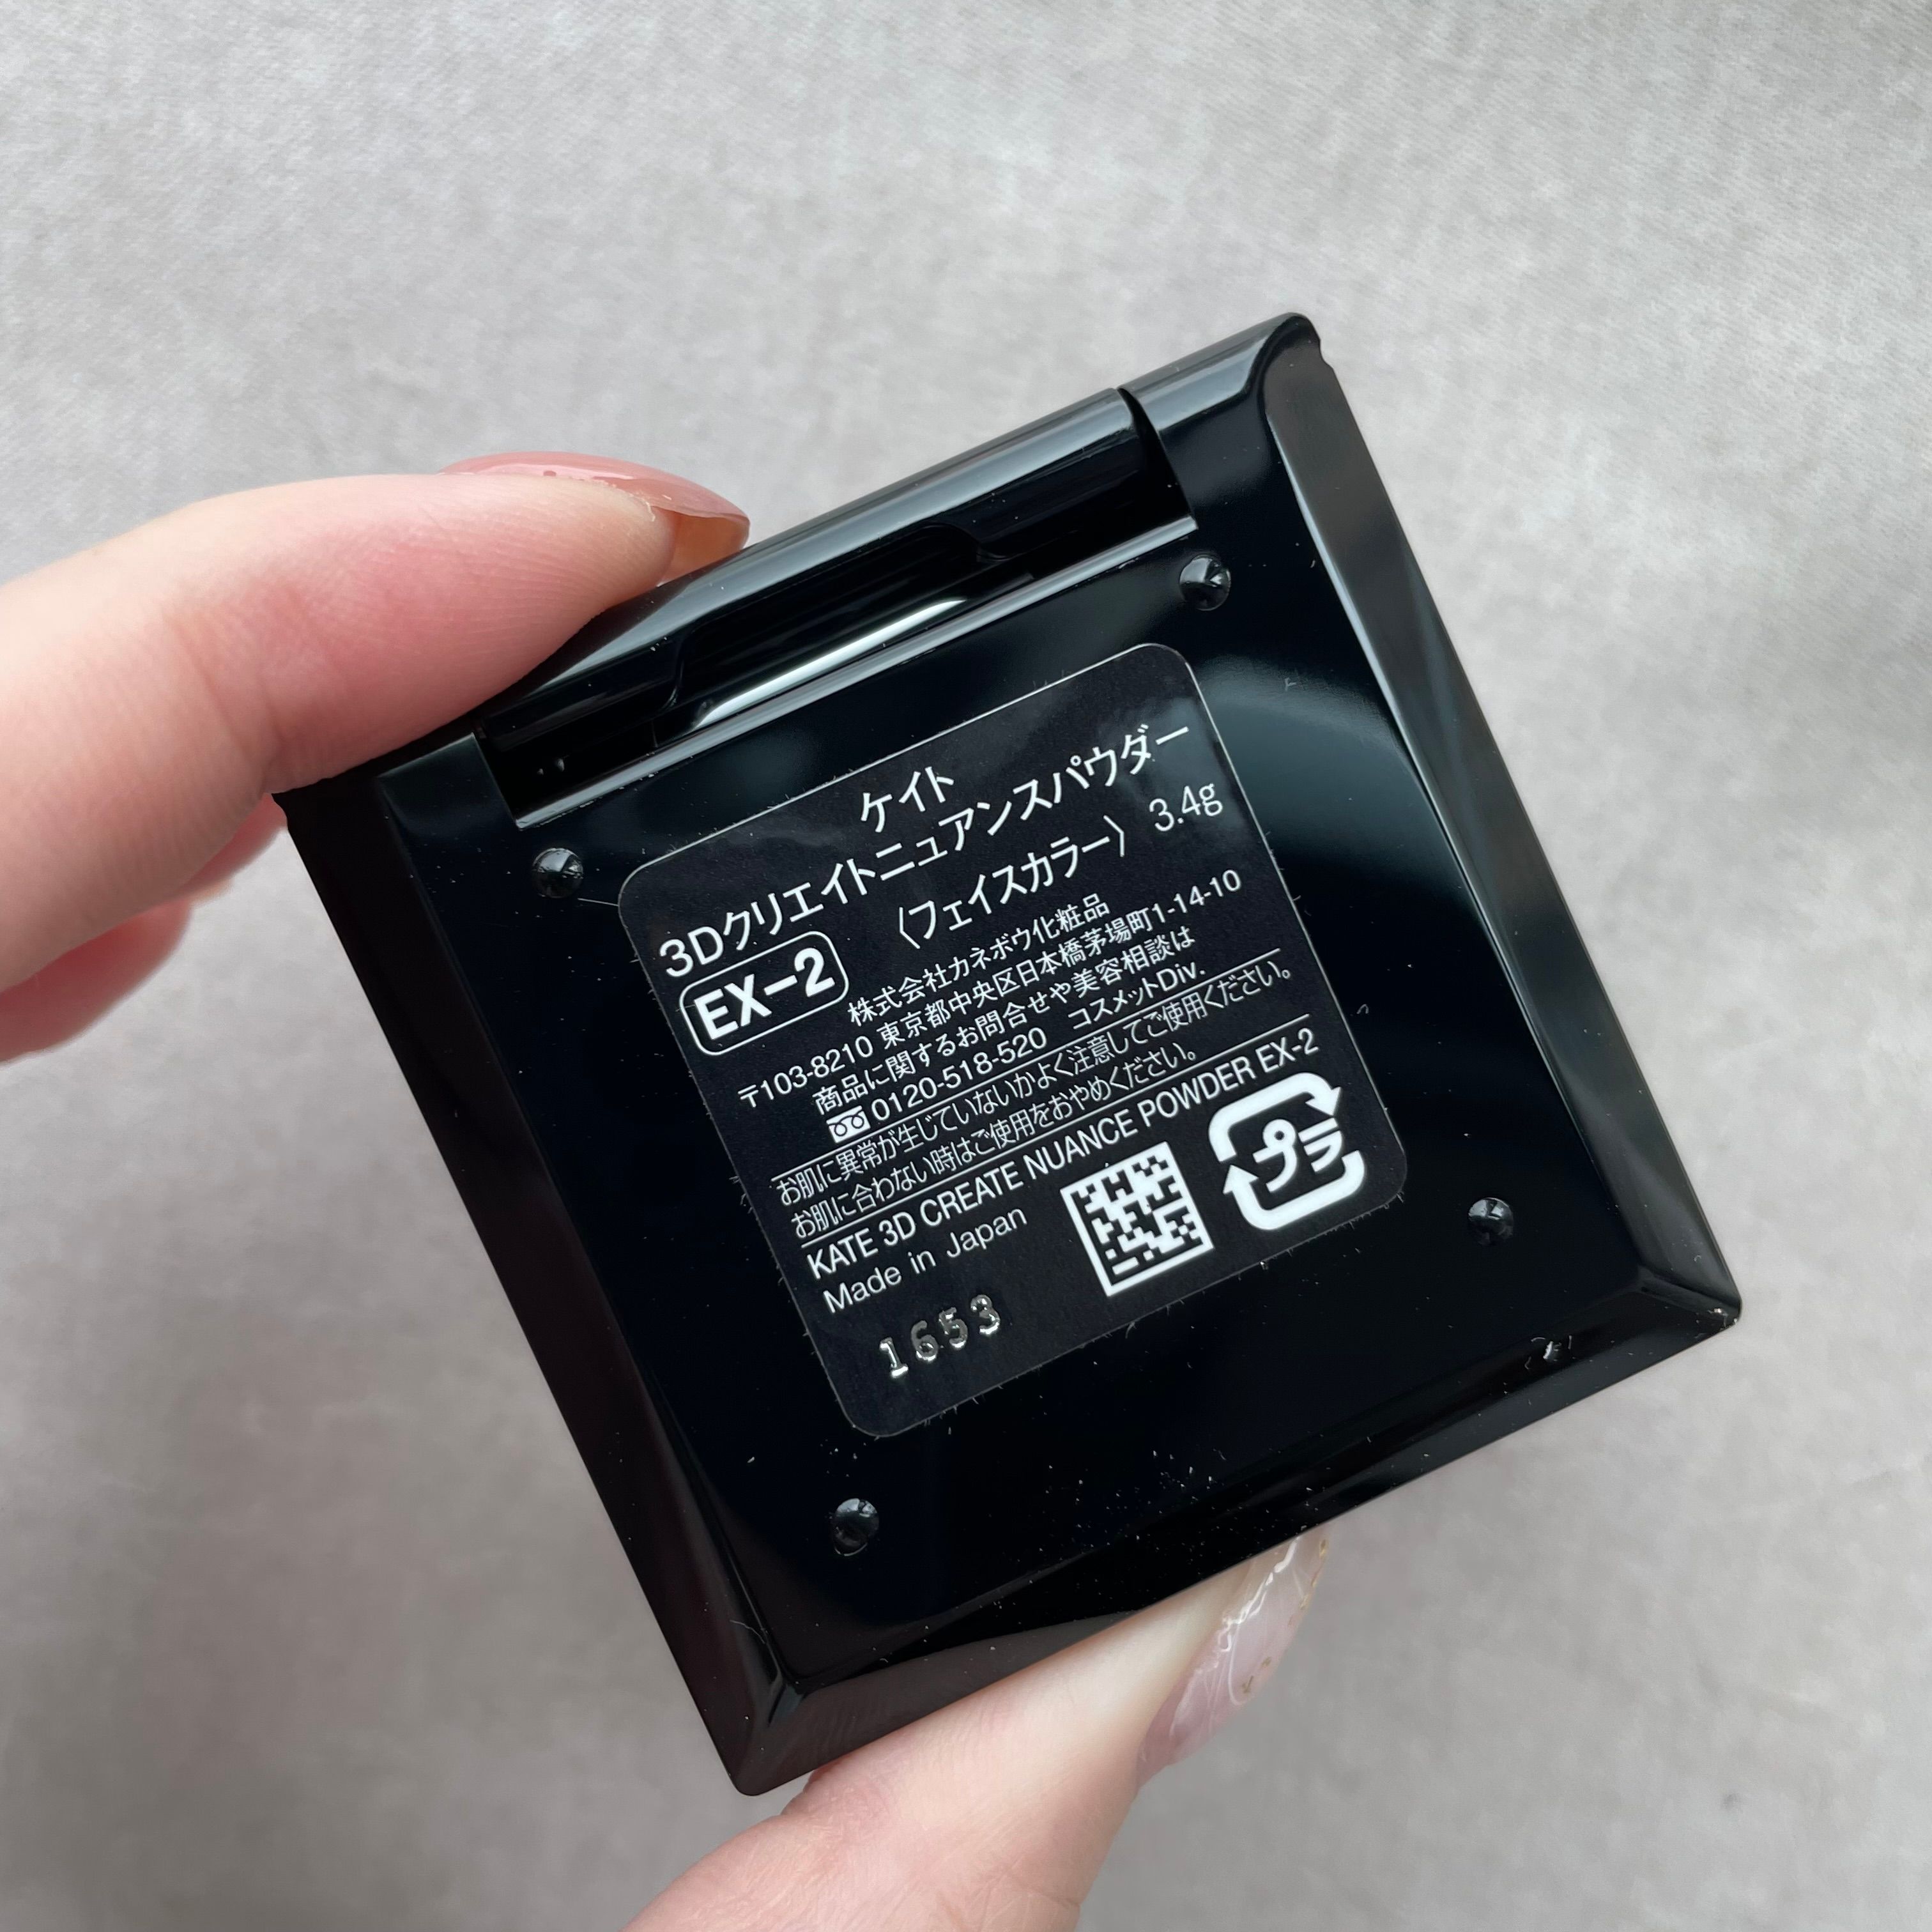 ケイト
3Dクリエイトニュアンスパウダー
EX-2
〈フェイスカラー〉 3.4g
株式会社カネボウ化粧品
〒103-8210 東京都中央区日本橋茅場町1-14-10
商品に関するお問合せや美容相談は
0120-518-520 コスメットDiv.
お肌に異常が生じていないかよく注意してご使用ください。
お肌に合わない時はご使用をおやめください。
KATE 3D CREATE NUANCE POWDER EX-2
Made in Japan
プラ
1653